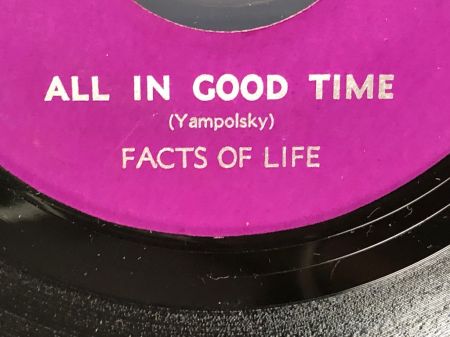 ALL IN GOOD TIME
(Yampolsky)
FACTS OF LIFE